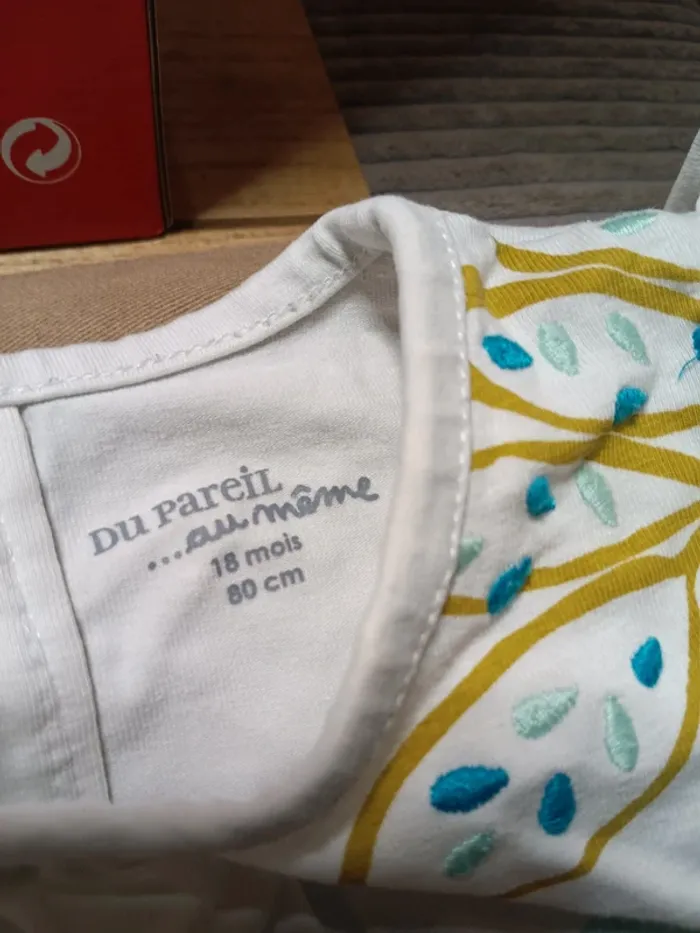 DU PAREIL
...au même
18 mois
80 cm